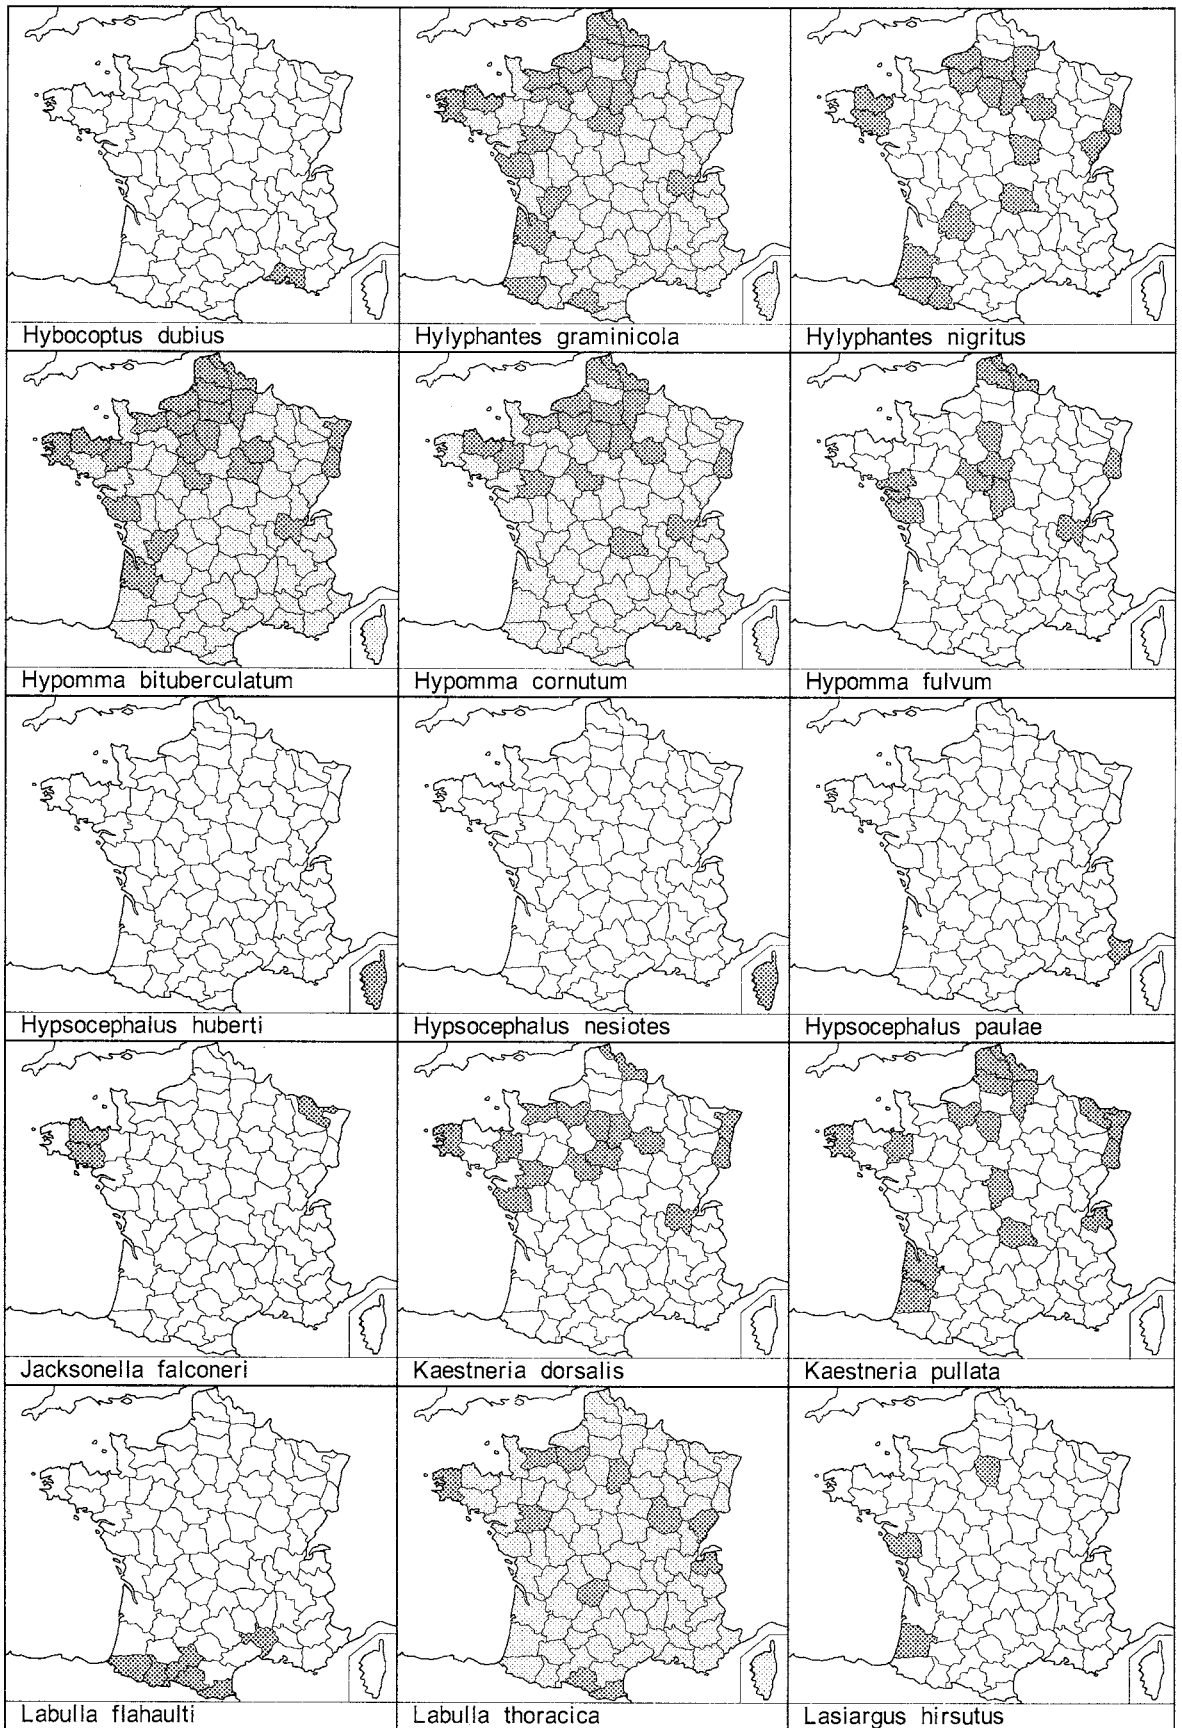 Hybocoptus dubius
Hylyphantes graminicola
Hylyphantes nigritus
Hypomma bituberculatum
Hypomma cornutum
Hypomma fulvum
Hypsocephalus huberti
Hypsocephalus nesiotes
Hypsocephalus paulae
Jacksonella falconeri
Kaestneria dorsalis
Kaestneria pullata
Labulla flahaulti
Labulla thoracica
Lasiargus hirsutus